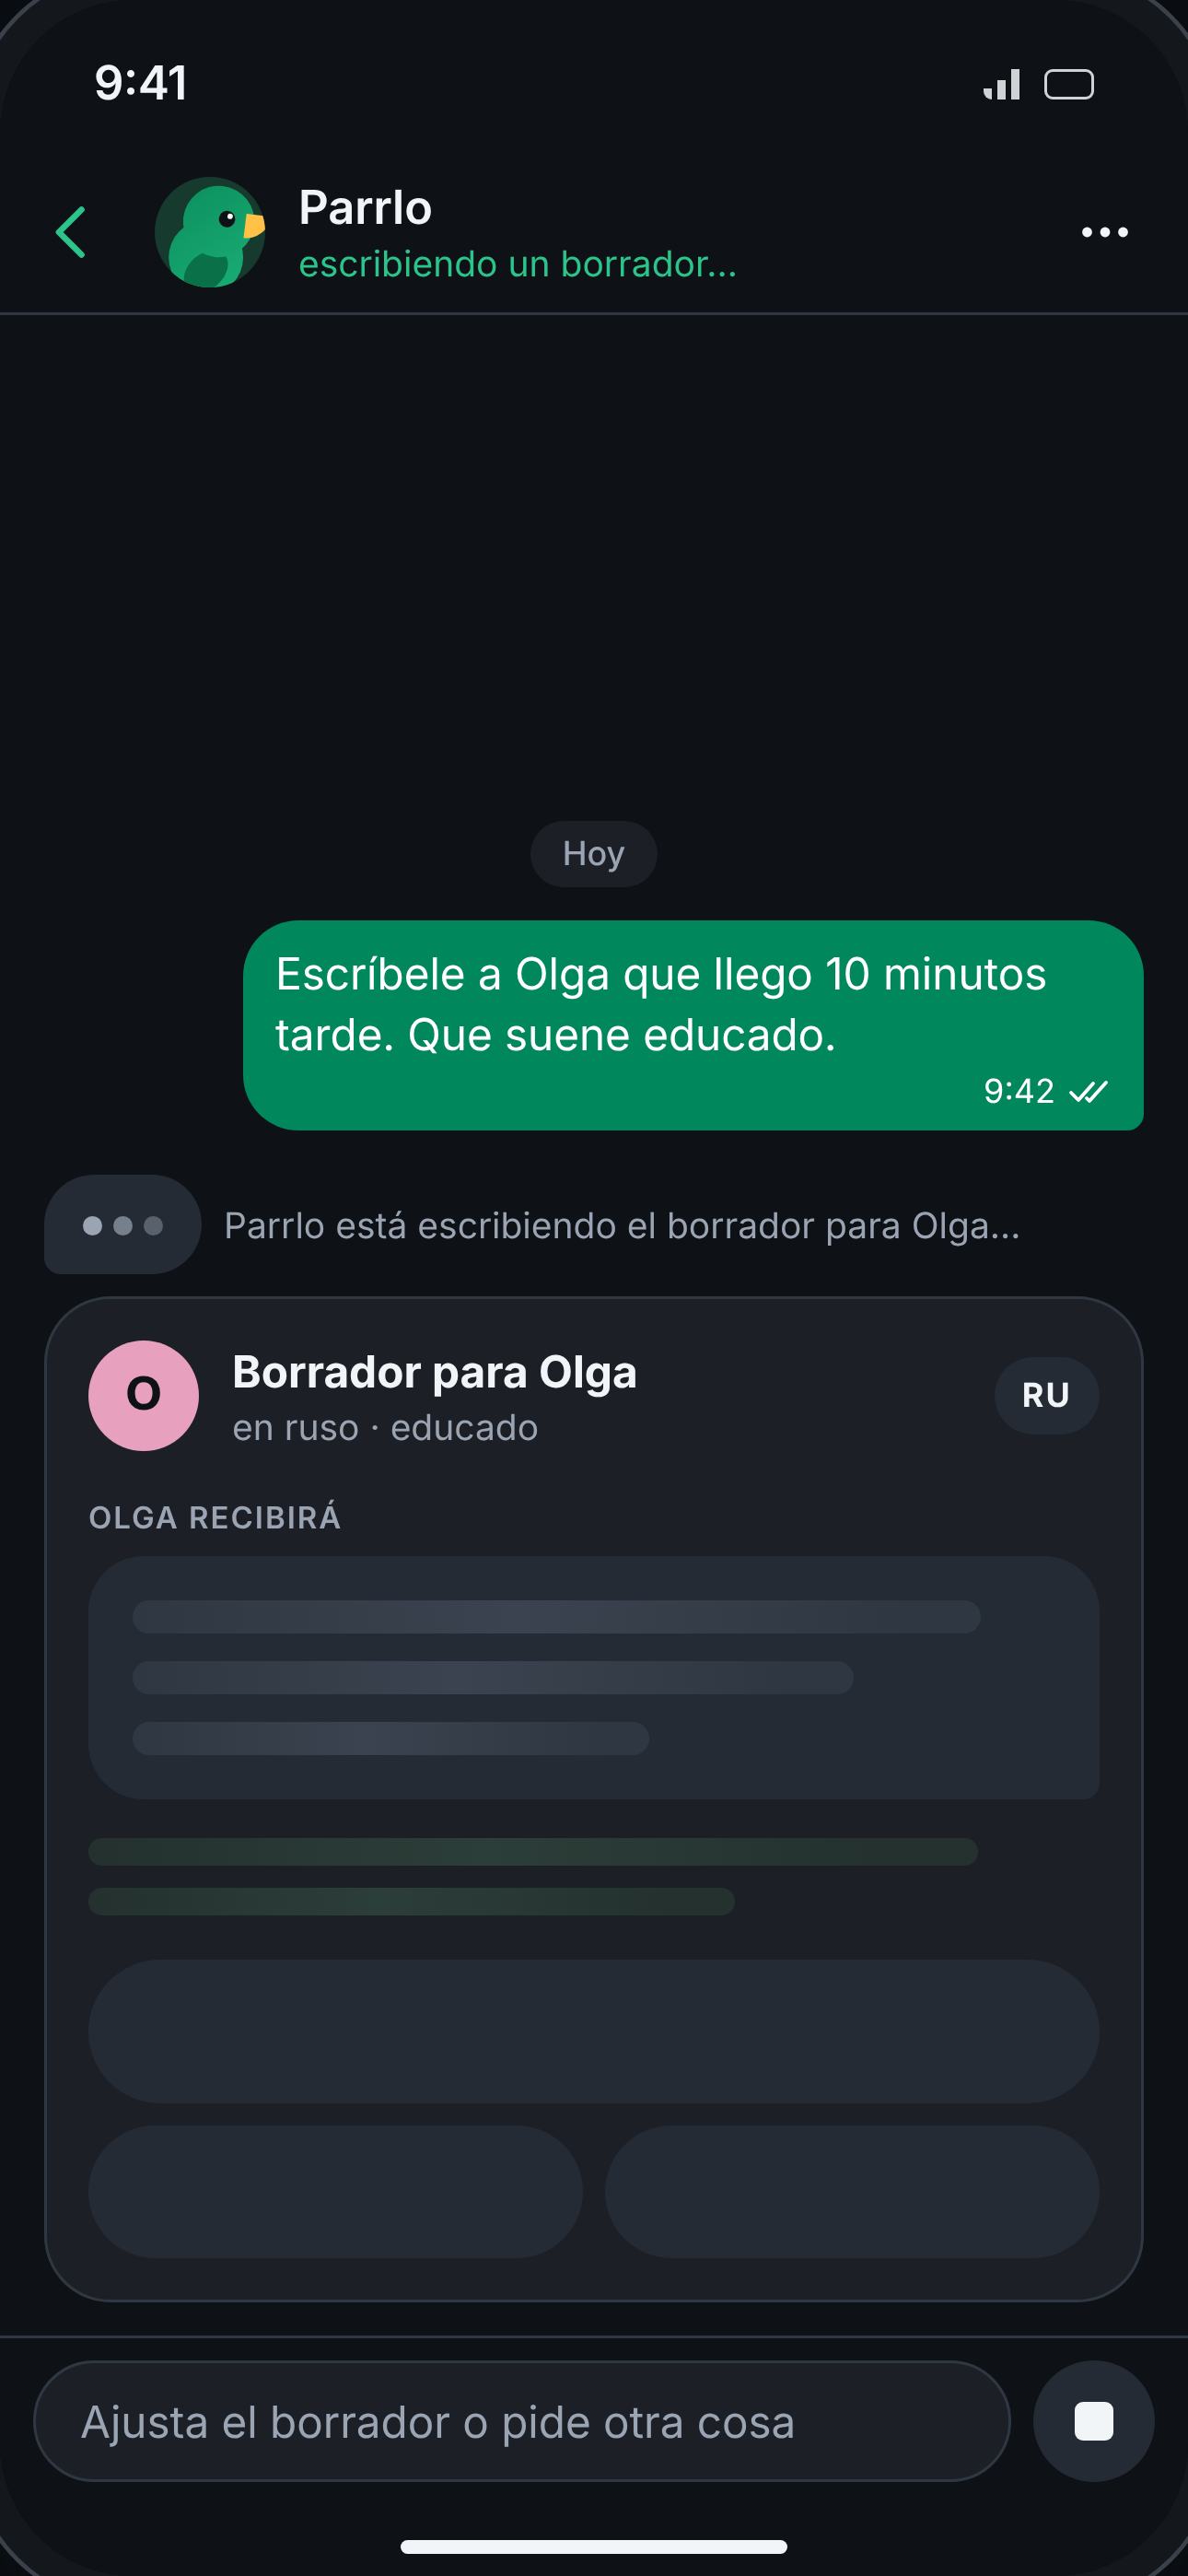 9:41
Parrlo
escribiendo un borrador...
Hoy
Escríbele a Olga que llego 10 minutos
tarde. Que suene educado.
9:42
Parrlo está escribiendo el borrador para Olga...
O
Borrador para Olga
en ruso · educado
RU
OLGA RECIBIRÁ
Ajusta el borrador o pide otra cosa